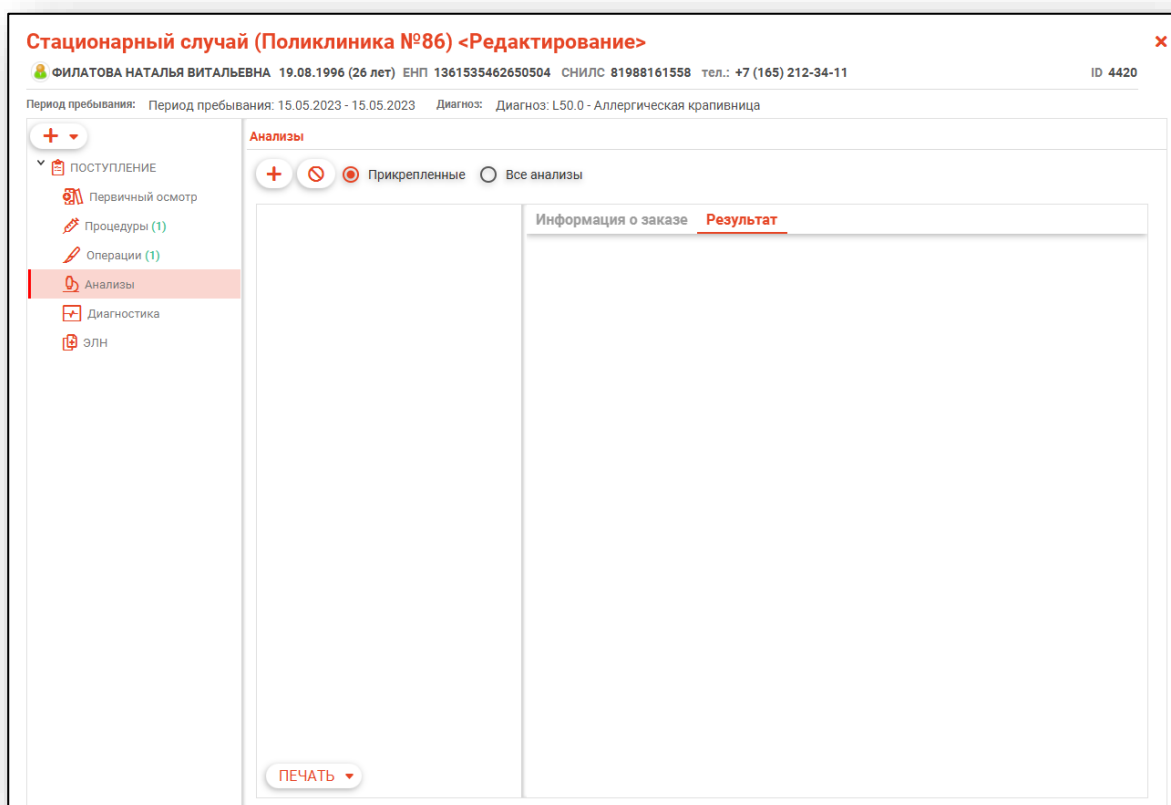 Стационарный случай (Поликлиника №86) <Редактирование>
ФИЛАТОВА НАТАЛЬЯ ВИТАЛЬЕВНА 19.08.1996 (26 лет) ЕНП 1361535462650504 СНИЛС 81988161558 тел.: +7 (165) 212-34-11 ID 4420
Период пребывания: Период пребывания: 15.05.2023 - 15.05.2023 Диагноз: Диагноз: L50.0 - Аллергическая крапивница
ПОСТУПЛЕНИЕ
Первичный осмотр
Процедуры (1)
Операции (1)
Анализы
Диагностика
ЭЛН
Анализы
Прикрепленные Все анализы
Информация о заказе Результат
ПЕЧАТЬ